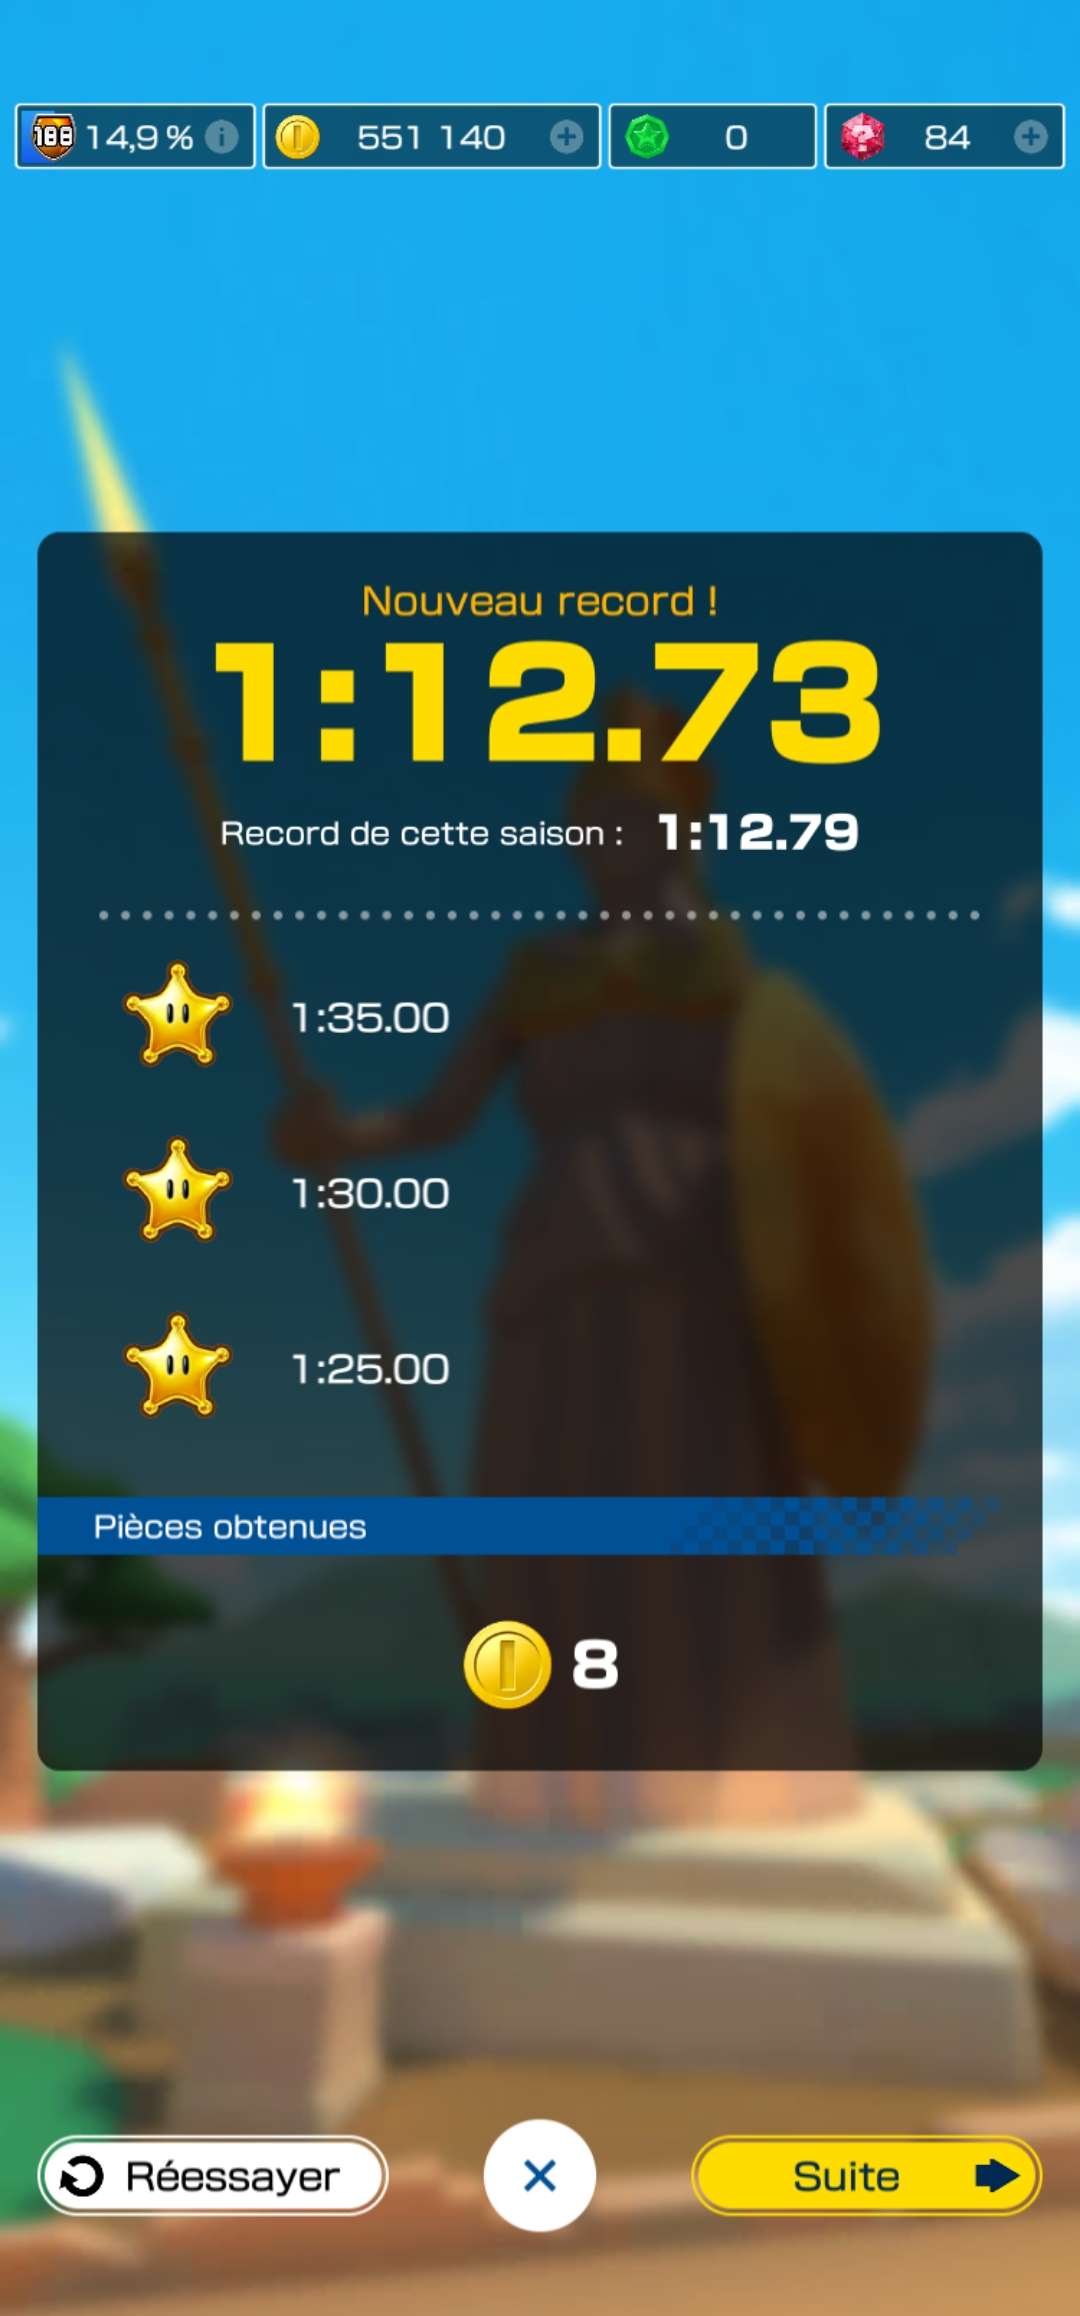 188 14,9 % i 551 140 + 0 84 +
Nouveau record !
1:12.73
Record de cette saison : 1:12.79
1:35.00
1:30.00
1:25.00
Pièces obtenues
8
Réessayer × Suite